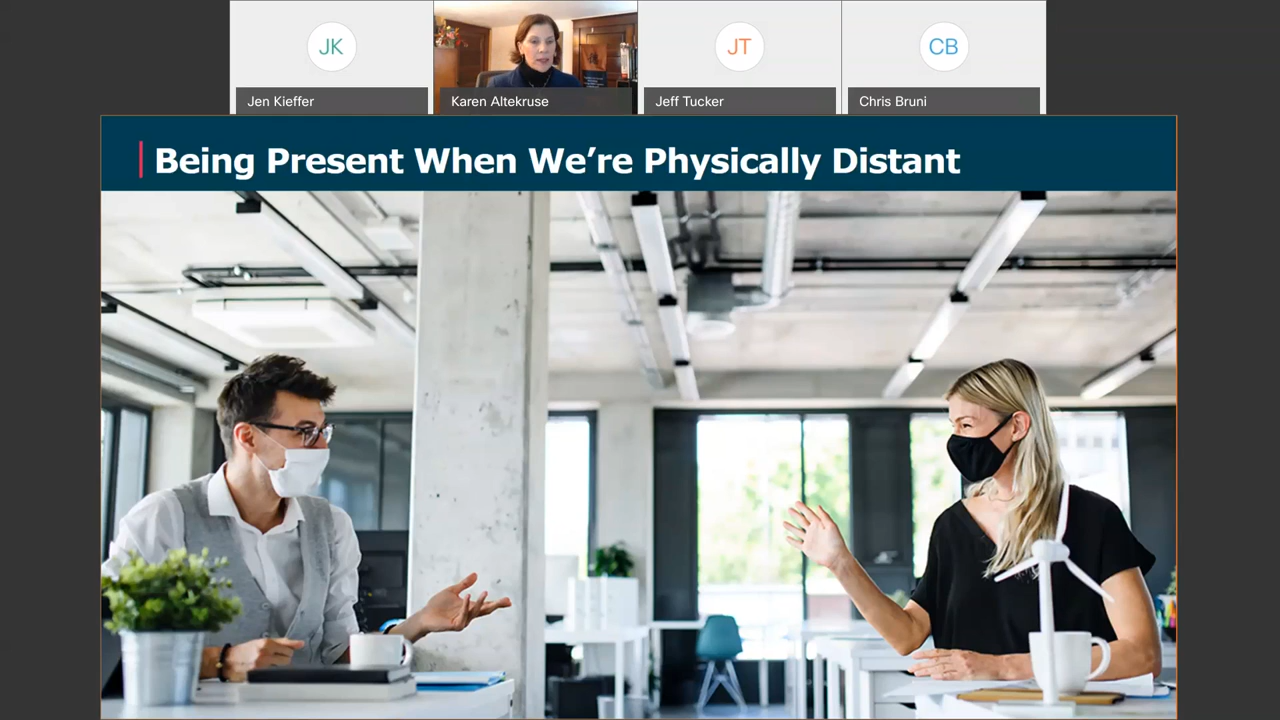 JK
JT
CB
Jen Kieffer
Karen Altekruse
Jeff Tucker
Chris Bruni
Being Present When We’re Physically Distant